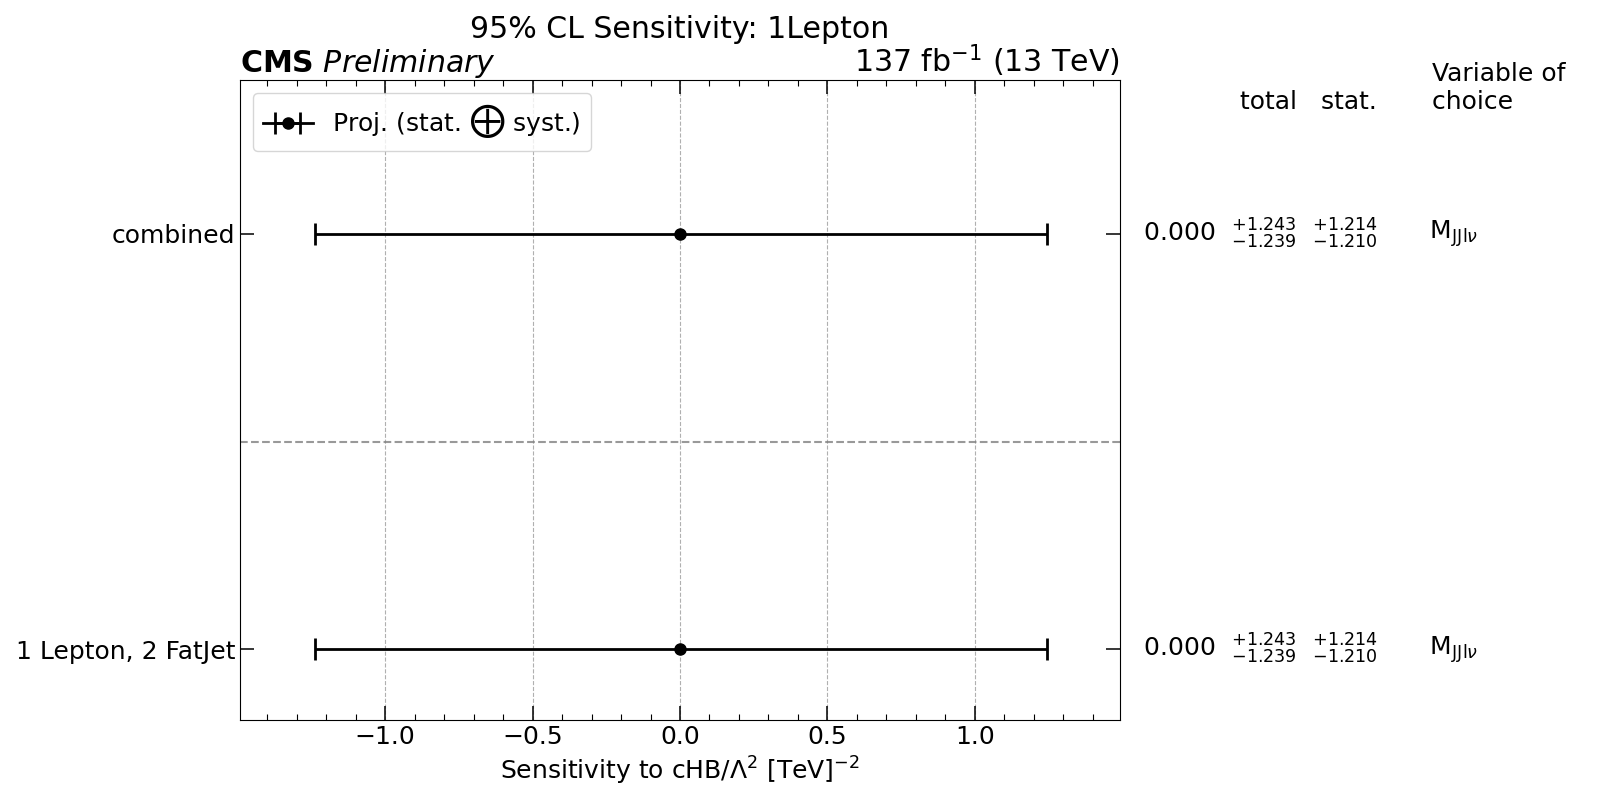 95% CL Sensitivity: 1Lepton
CMS Preliminary 137 fb⁻¹ (13 TeV)
total stat. Variable of
choice
Proj. (stat. ⊕ syst.)
combined 0.000 +1.243 −1.239 +1.214 −1.210 M_JJlν
1 Lepton, 2 FatJet 0.000 +1.243 −1.239 +1.214 −1.210 M_JJlν
−1.0 −0.5 0.0 0.5 1.0
Sensitivity to cHB/Λ² [TeV]⁻²